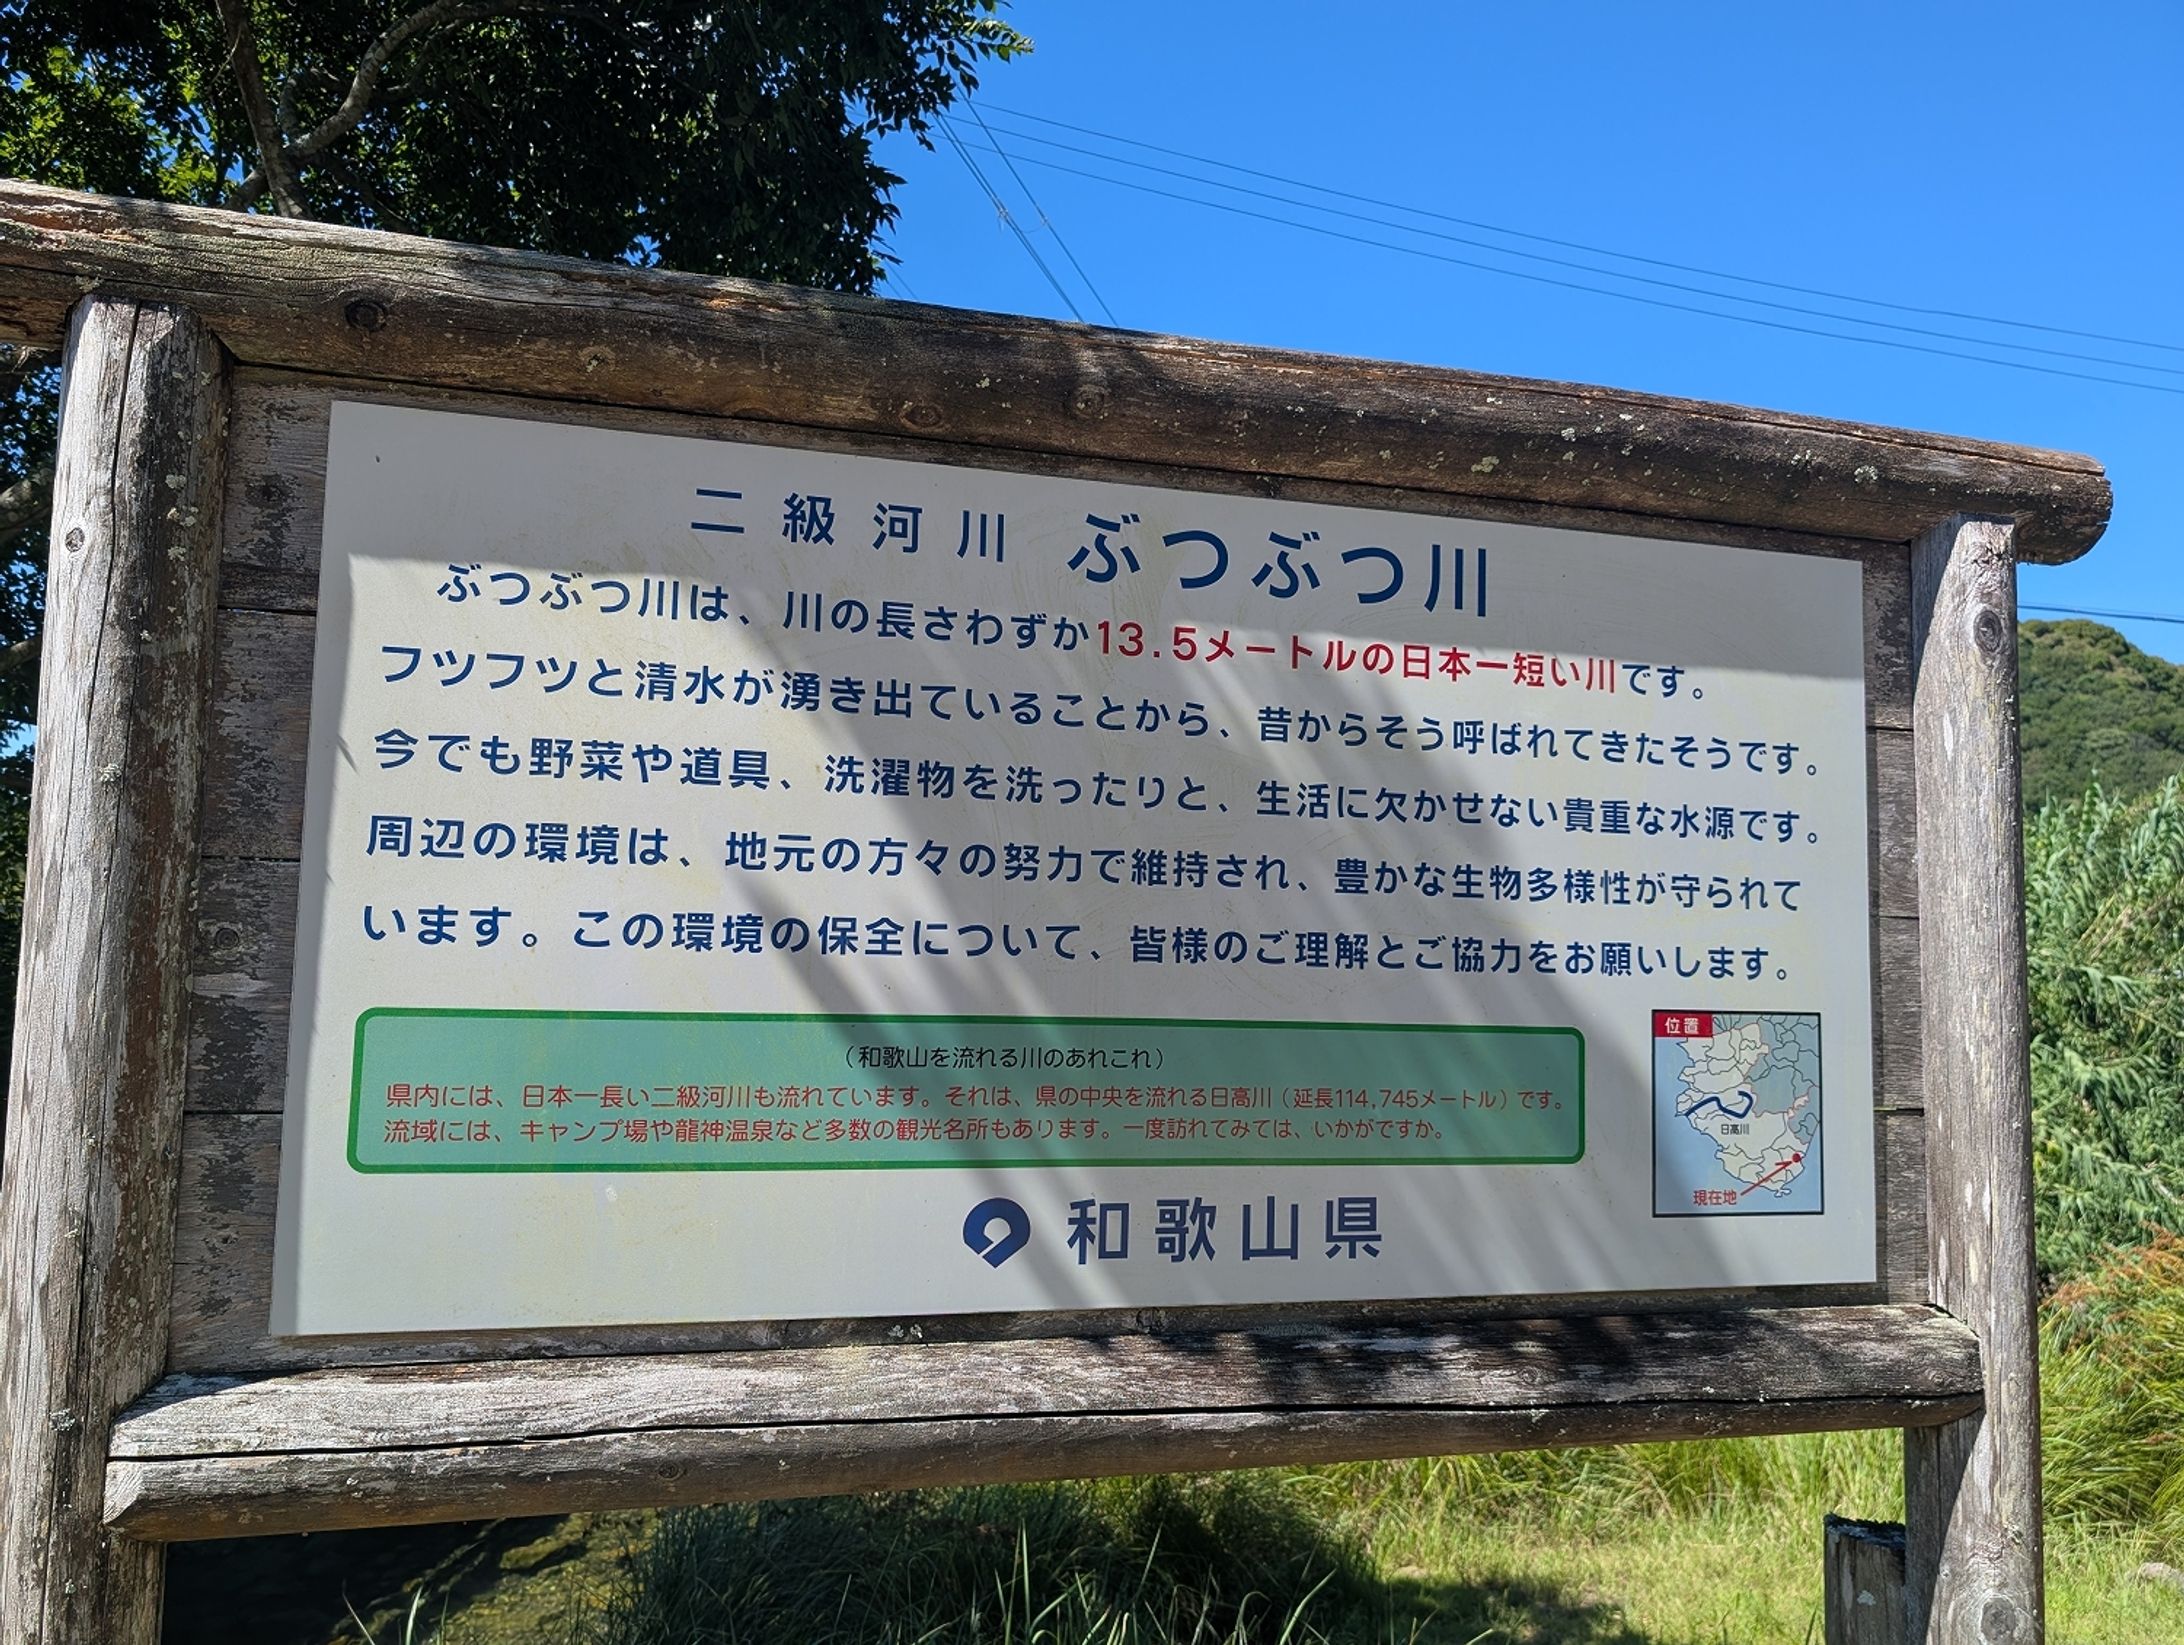 二級河川 ぶつぶつ川
ぶつぶつ川は、川の長さわずか13.5メートルの日本一短い川です。
フツフツと清水が湧き出ていることから、昔からそう呼ばれてきたそうです。
今でも野菜や道具、洗濯物を洗ったりと、生活に欠かせない貴重な水源です。
周辺の環境は、地元の方々の努力で維持され、豊かな生物多様性が守られて
います。この環境の保全について、皆様のご理解とご協力をお願いします。
（和歌山を流れる川のあれこれ）
県内には、日本一長い二級河川も流れています。それは、県の中央を流れる日高川（延長114,745メートル）です。
流域には、キャンプ場や龍神温泉など多数の観光名所もあります。一度訪れてみては、いかがですか。
位置
日高川
現在地
和歌山県